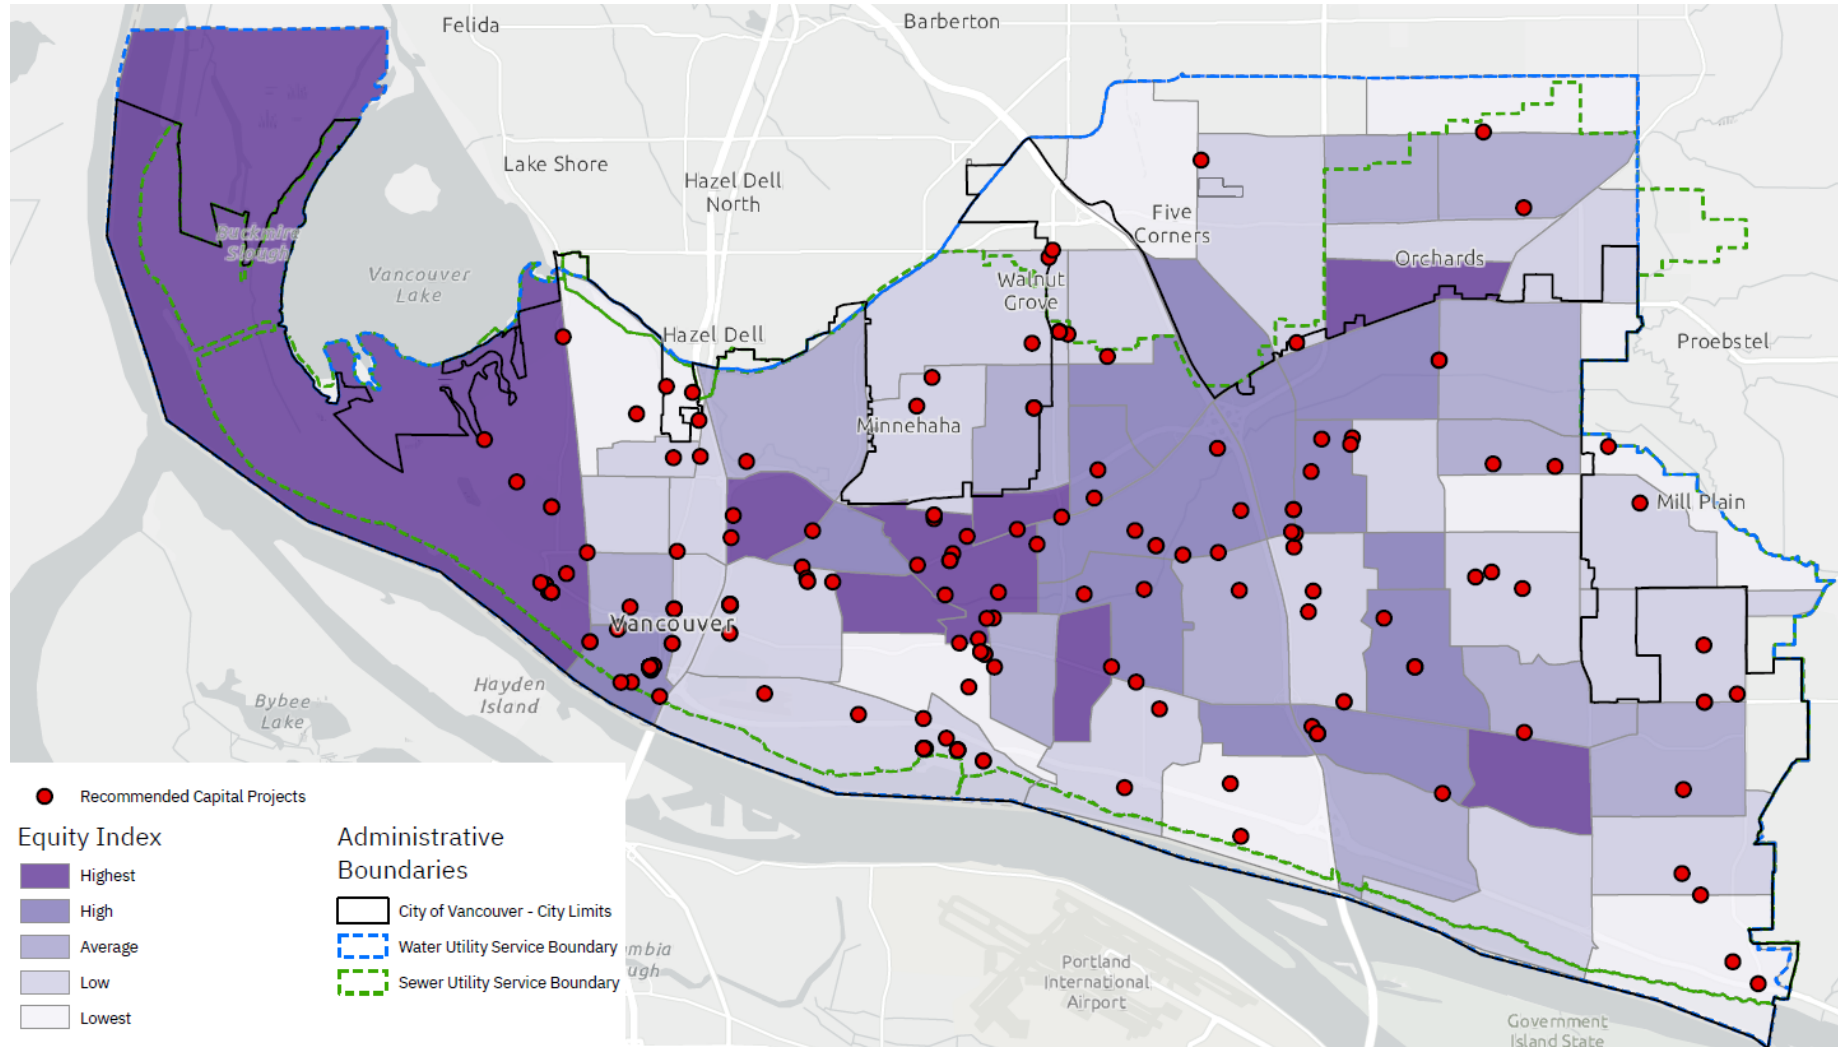 Felida
Barberton
Lake Shore
Hazel Dell
North
Five
Corners
Buckmire
Slough
Vancouver
Lake
Walnut
Grove
Orchards
Hazel Dell
Proebstel
Minnehaha
Mill Plain
Vancouver
Hayden
Island
Bybee
Lake
Recommended Capital Projects
Equity Index
Highest
High
Average
Low
Lowest
Administrative
Boundaries
City of Vancouver - City Limits
Water Utility Service Boundary
Sewer Utility Service Boundary
mbia
ugh
Portland
International
Airport
Government
Island State